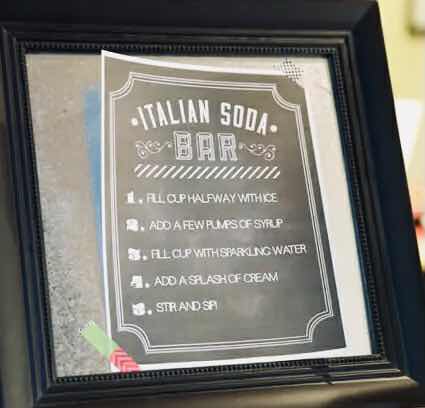 • ITALIAN SODA •
BAR
1. FILL CUP HALFWAY WITH ICE
2. ADD A FEW PUMPS OF SYRUP
3. FILL CUP WITH SPARKLING WATER
4. ADD A SPLASH OF CREAM
5. STIR AND SIP!